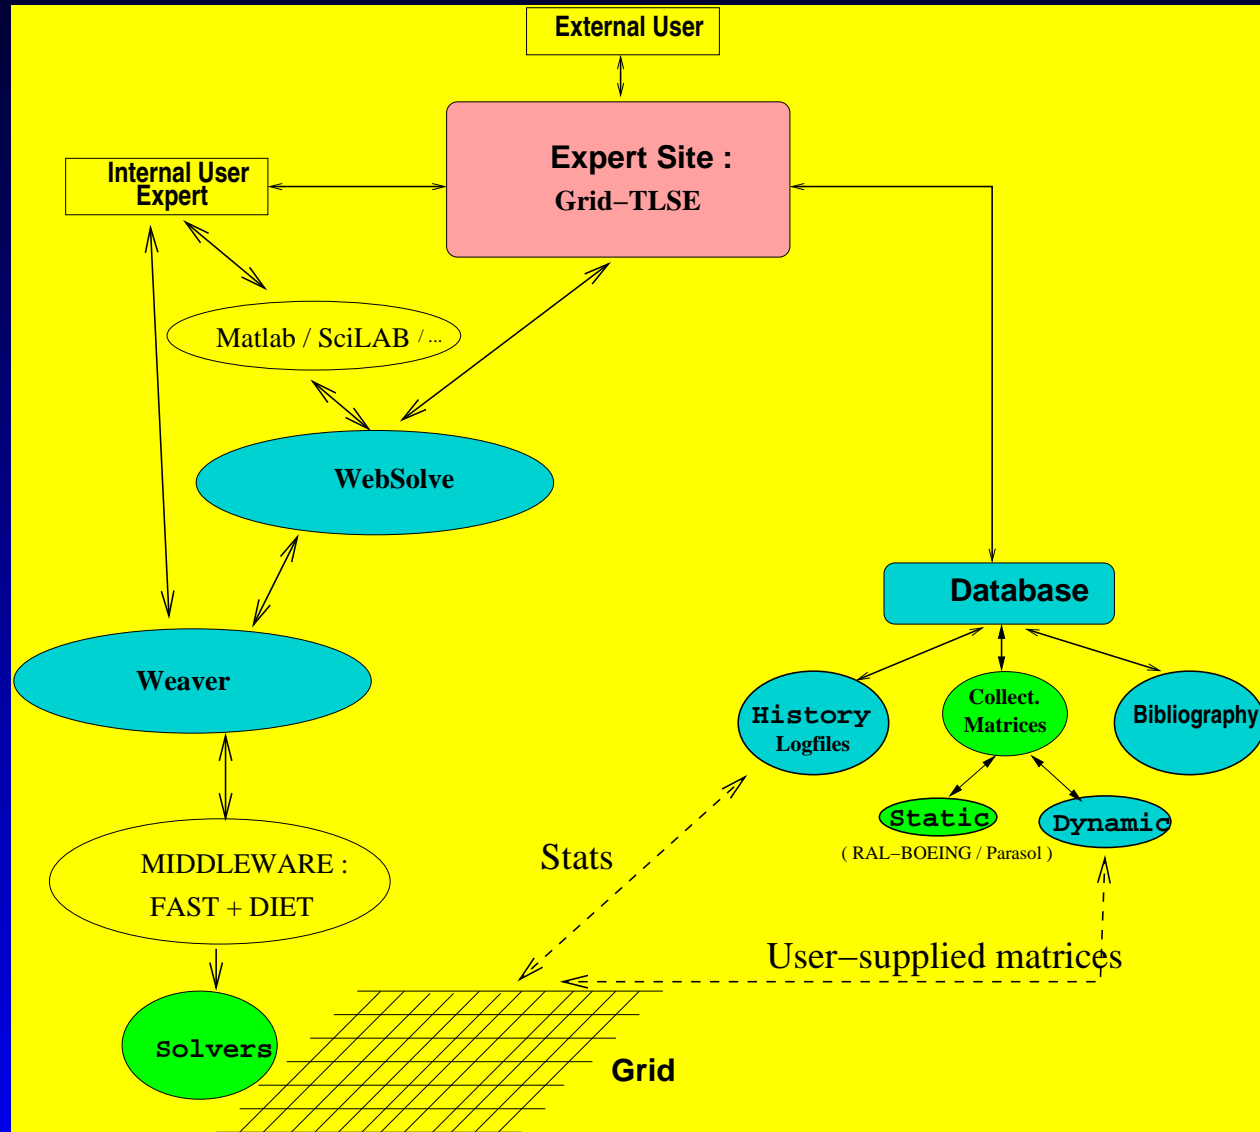 External User
Expert Site :
Grid−TLSE
Internal User
Expert
Matlab / SciLAB / ...
WebSolve
Database
Weaver
History
Logfiles
Collect.
Matrices
Bibliography
Static
Dynamic
( RAL−BOEING / Parasol )
Stats
MIDDLEWARE :
FAST + DIET
User−supplied matrices
Solvers
Grid